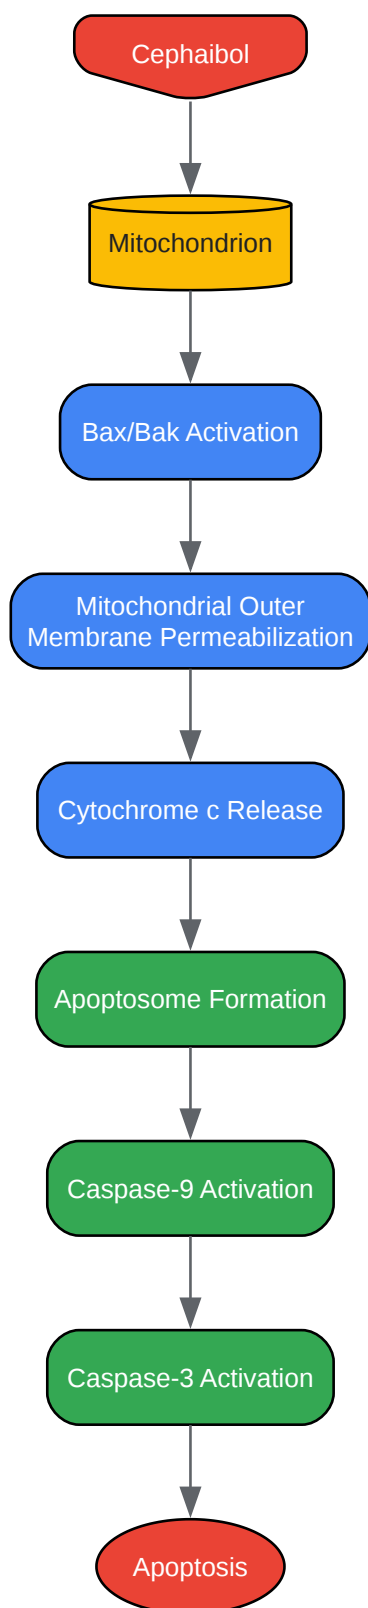 Cephaibol
Mitochondrion
Bax/Bak Activation
Mitochondrial Outer
Membrane Permeabilization
Cytochrome c Release
Apoptosome Formation
Caspase-9 Activation
Caspase-3 Activation
Apoptosis